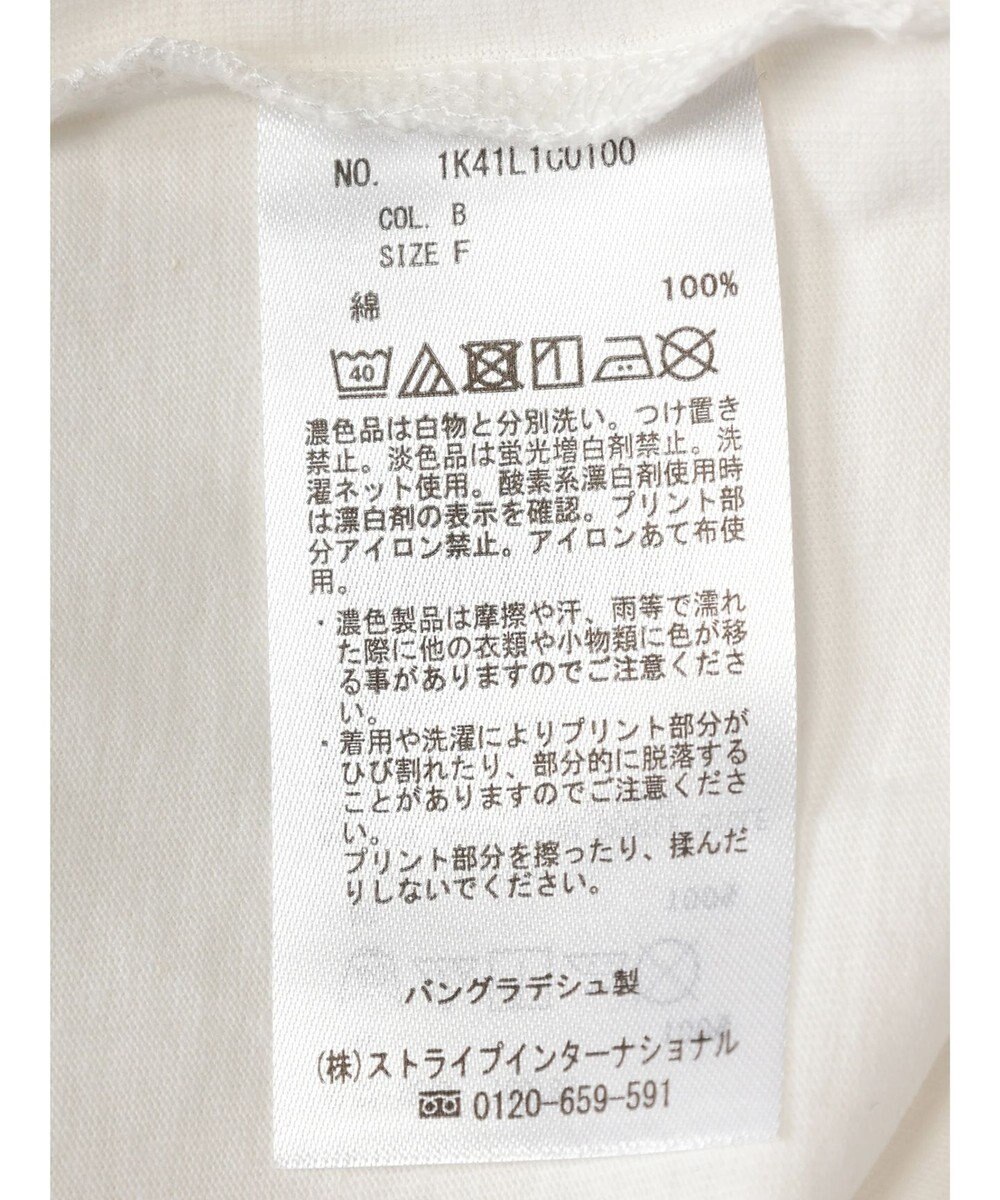 NO. 1K41L1C0100
COL. B
SIZE F
綿 100%
40
濃色品は白物と分別洗い。つけ置き
禁止。淡色品は蛍光増白剤禁止。洗
濯ネット使用。酸素系漂白剤使用時
は漂白剤の表示を確認。プリント部
分アイロン禁止。アイロンあて布使
用。
・濃色製品は摩擦や汗、雨等で濡れ
た際に他の衣類や小物類に色が移
る事がありますのでご注意くださ
い。
・着用や洗濯によりプリント部分が
ひび割れたり、部分的に脱落する
ことがありますのでご注意くださ
い。
プリント部分を擦ったり、揉んだ
りしないでください。
バングラデシュ製
(株)ストライプインターナショナル
0120-659-591